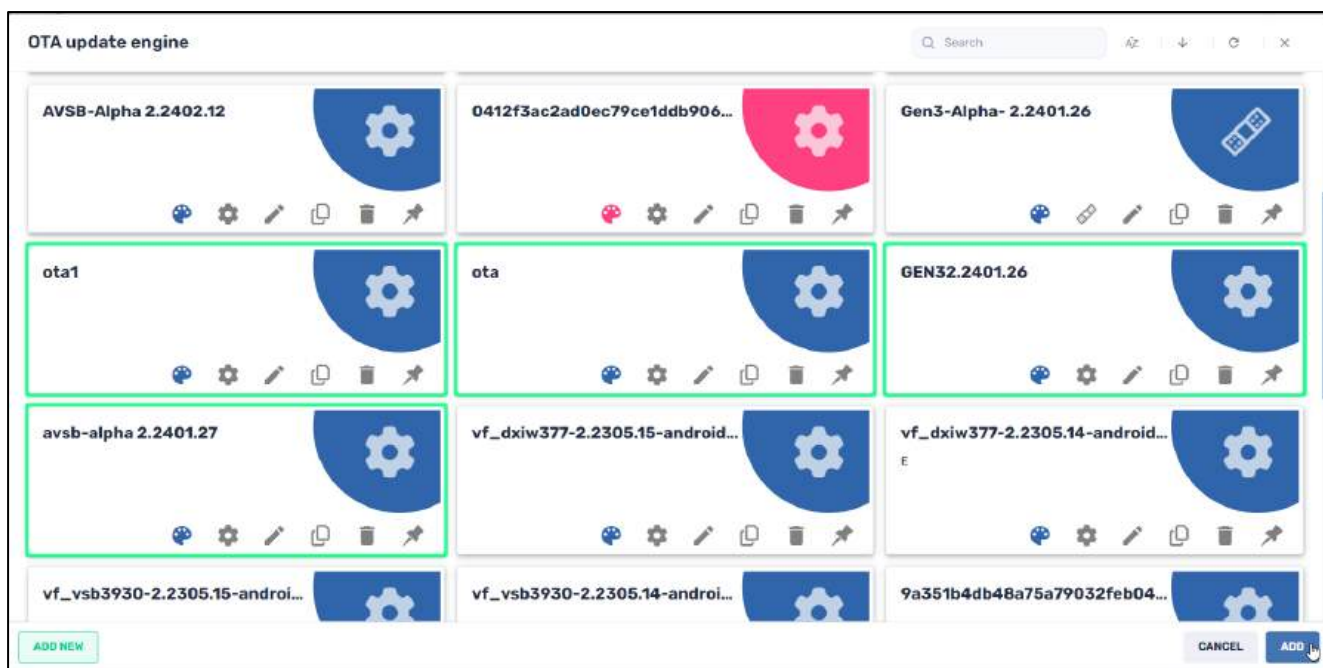 OTA update engine
Search
AVSB-Alpha 2.2402.12
0412f3ac2ad0ec79ce1ddb906...
Gen3-Alpha- 2.2401.26
ota1
ota
GEN32.2401.26
avsb-alpha 2.2401.27
vf_dxiw377-2.2305.15-android...
vf_dxiw377-2.2305.14-android...
E
vf_vsb3930-2.2305.15-androi...
vf_vsb3930-2.2305.14-androi...
9a351b4db48a75a79032feb04...
ADD NEW
CANCEL
ADD